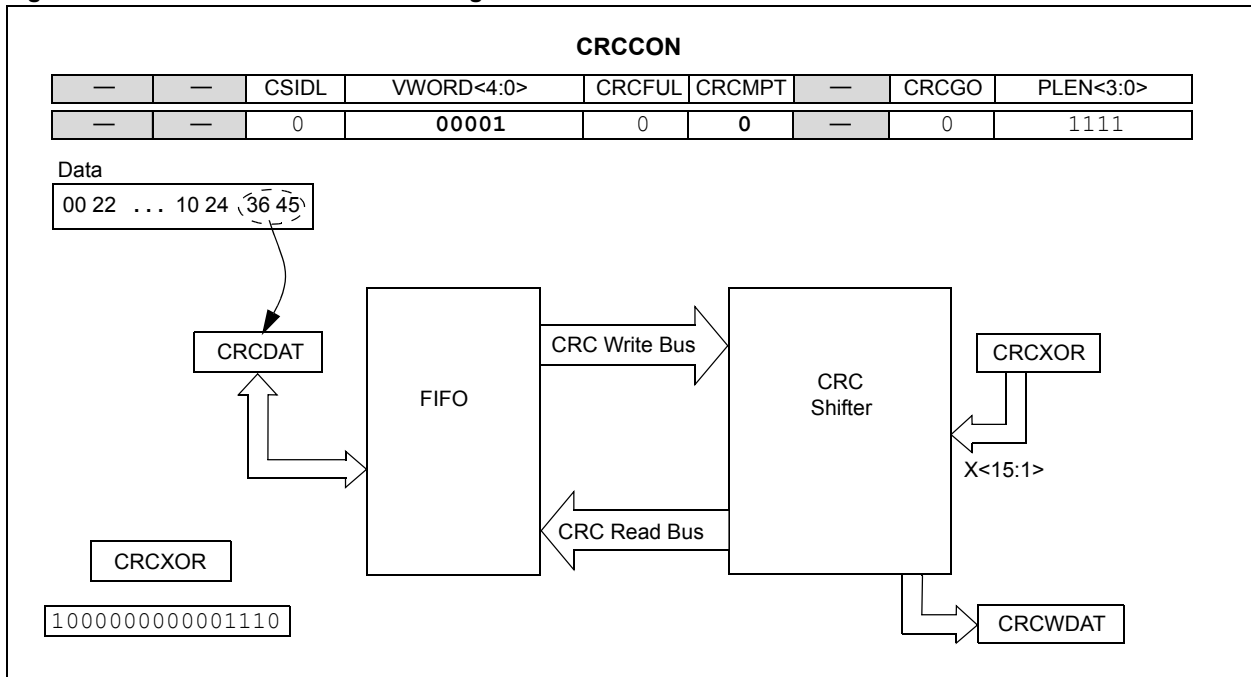 CRCCON
— — CSIDL VWORD<4:0> CRCFUL CRCMPT — CRCGO PLEN<3:0>
— — 0 00001 0 0 — 0 1111
Data
00 22 ... 10 24 36 45
CRCDAT
FIFO
CRC Write Bus
CRC Read Bus
CRC
Shifter
CRCXOR
X<15:1>
CRCWDAT
CRCXOR
1000000000001110